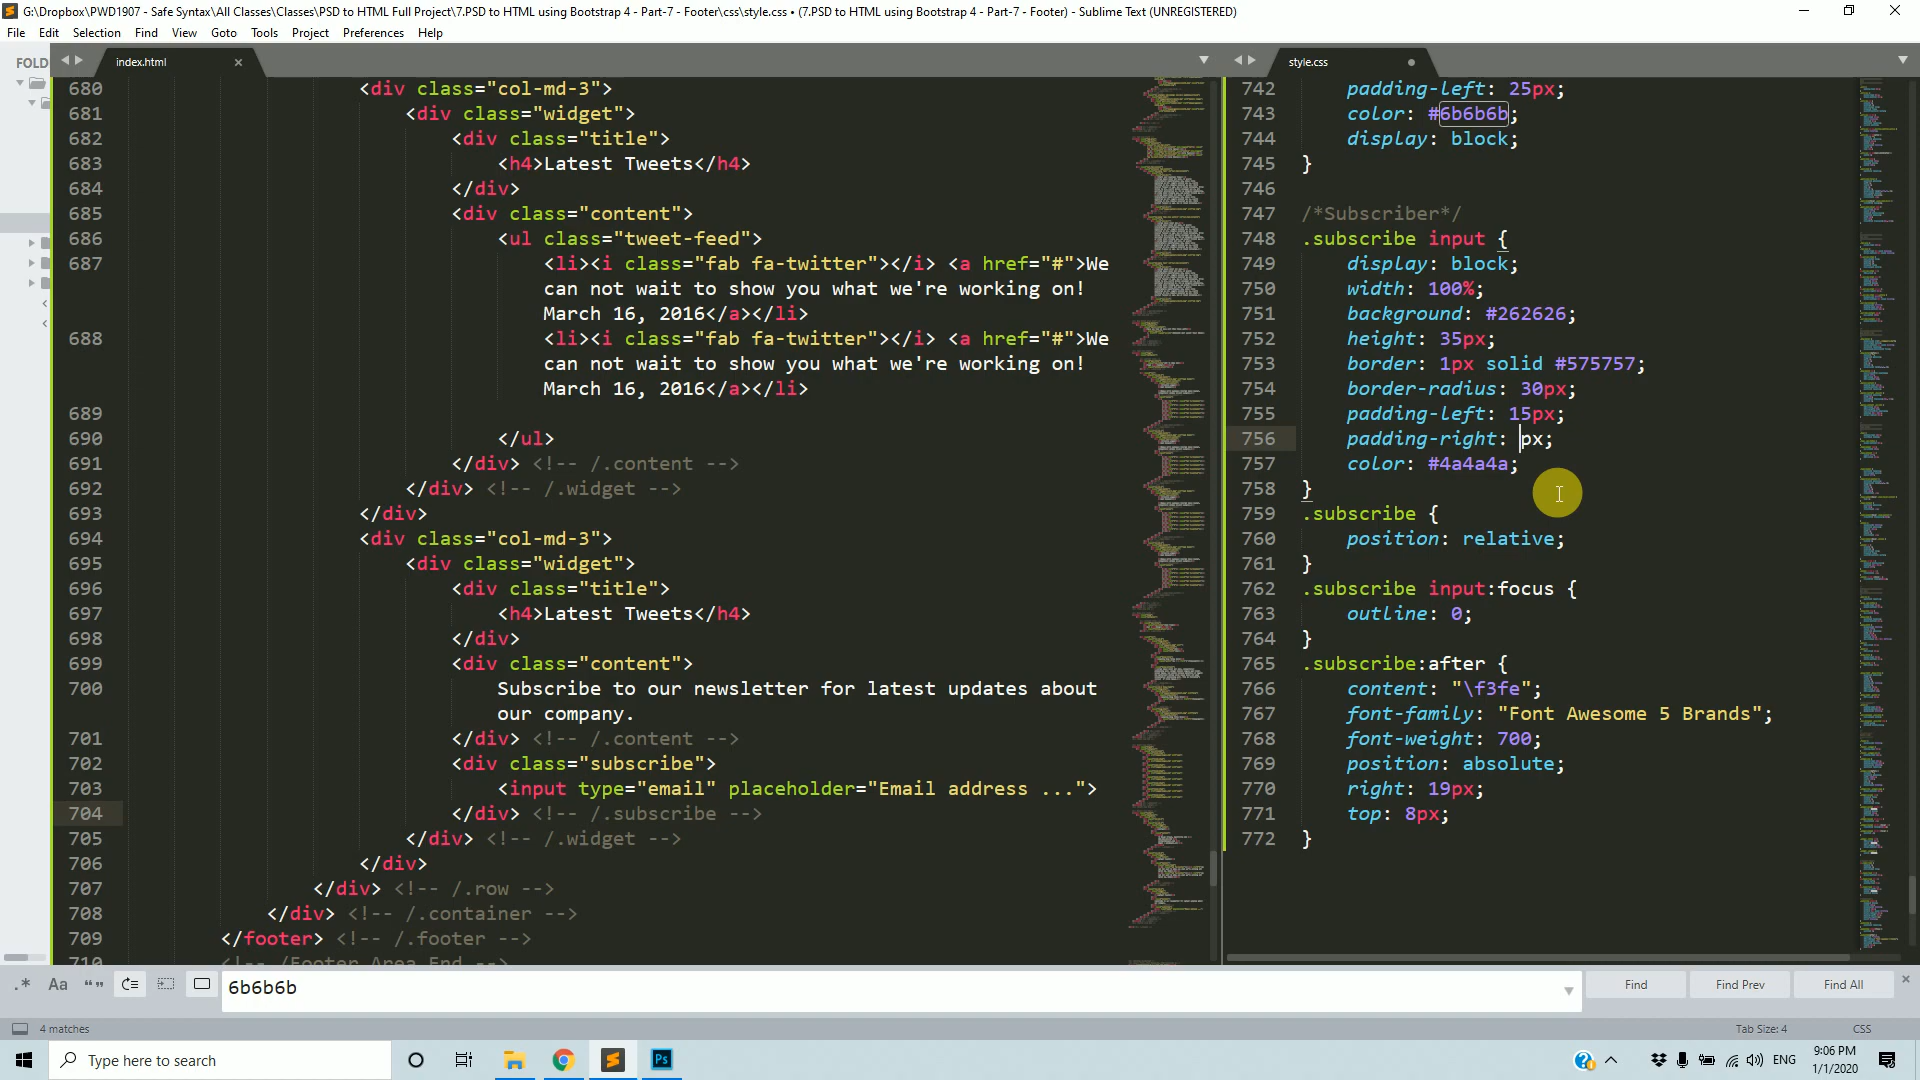 G:\Dropbox\PWD1907 - Safe Syntax\All Classes\Classes\PSD to HTML Full Project\7.PSD to HTML using Bootstrap 4 - Part-7 - Footer\css\style.css • (7.PSD to HTML using Bootstrap 4 - Part-7 - Footer) - Sublime Text (UNREGISTERED)
File Edit Selection Find View Goto Tools Project Preferences Help
FOLD
index.html
style.css
680 <div class="col-md-3">
681 <div class="widget">
682 <div class="title">
683 <h4>Latest Tweets</h4>
684 </div>
685 <div class="content">
686 <ul class="tweet-feed">
687 <li><i class="fab fa-twitter"></i> <a href="#">We
can not wait to show you what we're working on!
March 16, 2016</a></li>
688 <li><i class="fab fa-twitter"></i> <a href="#">We
can not wait to show you what we're working on!
March 16, 2016</a></li>
689
690 </ul>
691 </div> <!-- /.content -->
692 </div> <!-- /.widget -->
693 </div>
694 <div class="col-md-3">
695 <div class="widget">
696 <div class="title">
697 <h4>Latest Tweets</h4>
698 </div>
699 <div class="content">
700 Subscribe to our newsletter for latest updates about
our company.
701 </div> <!-- /.content -->
702 <div class="subscribe">
703 <input type="email" placeholder="Email address ...">
704 </div> <!-- /.subscribe -->
705 </div> <!-- /.widget -->
706 </div>
707 </div> <!-- /.row -->
708 </div> <!-- /.container -->
709 </footer> <!-- /.footer -->
710 <!-- /Footer Area End -->
742 padding-left: 25px;
743 color: #6b6b6b;
744 display: block;
745 }
746
747 /*Subscriber*/
748 .subscribe input {
749 display: block;
750 width: 100%;
751 background: #262626;
752 height: 35px;
753 border: 1px solid #575757;
754 border-radius: 30px;
755 padding-left: 15px;
756 padding-right: px;
757 color: #4a4a4a;
758 }
759 .subscribe {
760 position: relative;
761 }
762 .subscribe input:focus {
763 outline: 0;
764 }
765 .subscribe:after {
766 content: "\f3fe";
767 font-family: "Font Awesome 5 Brands";
768 font-weight: 700;
769 position: absolute;
770 right: 19px;
771 top: 8px;
772 }
.* Aa “” 6b6b6b Find Find Prev Find All
4 matches Tab Size: 4 CSS
Type here to search Ps ENG 9:06 PM
1/1/2020